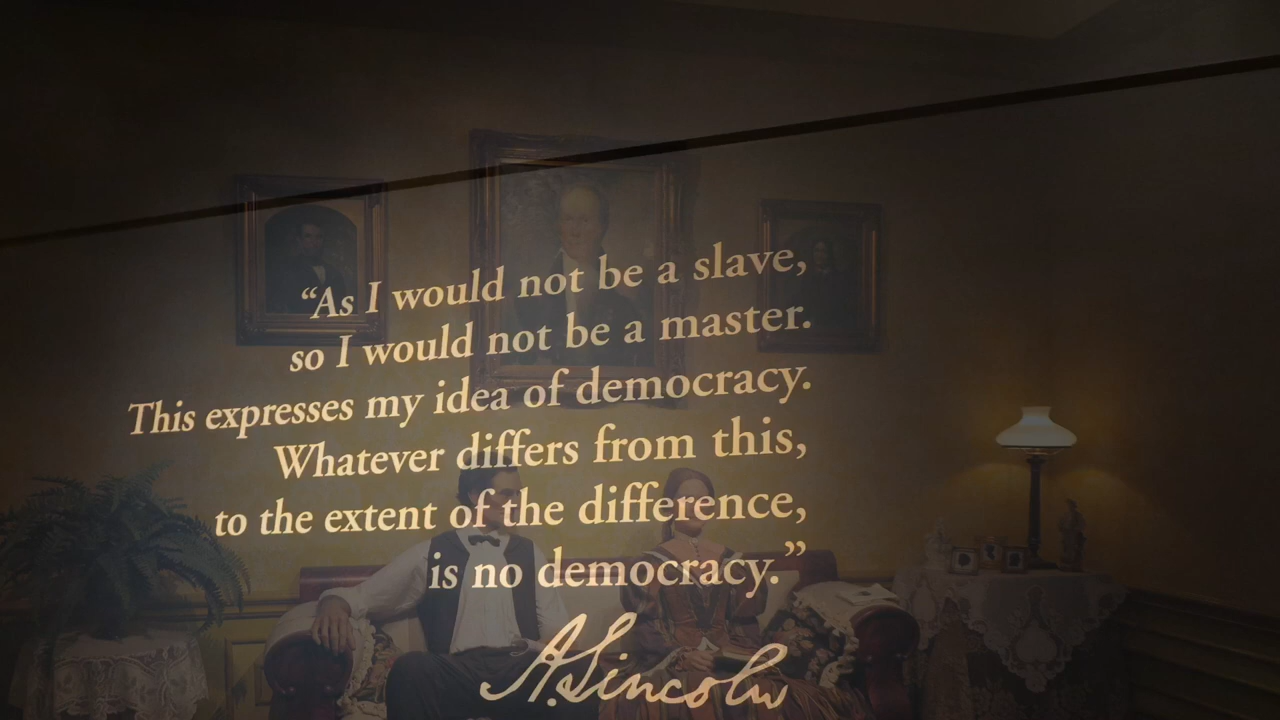 “As I would not be a slave,
so I would not be a master.
This expresses my idea of democracy.
Whatever differs from this,
to the extent of the difference,
is no democracy.”
A. Lincoln